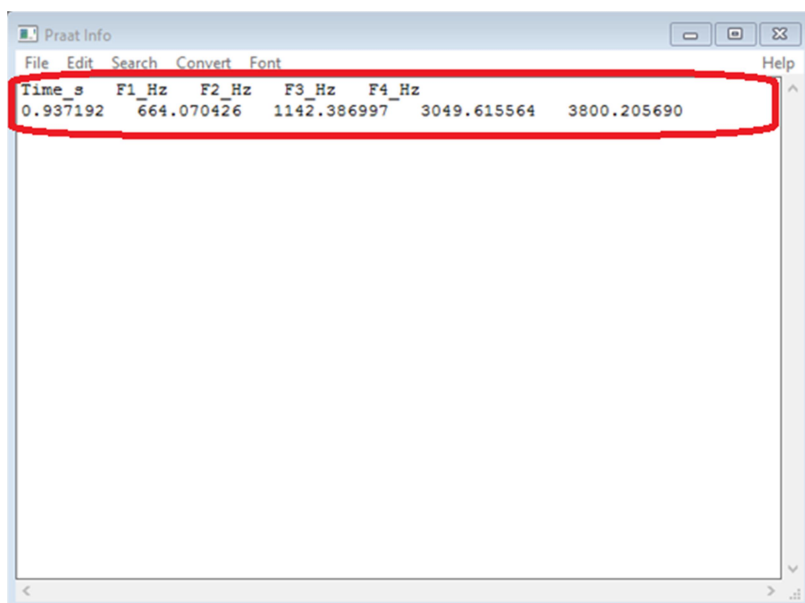 Praat Info
File Edit Search Convert Font Help
Time_s F1_Hz F2_Hz F3_Hz F4_Hz
0.937192 664.070426 1142.386997 3049.615564 3800.205690